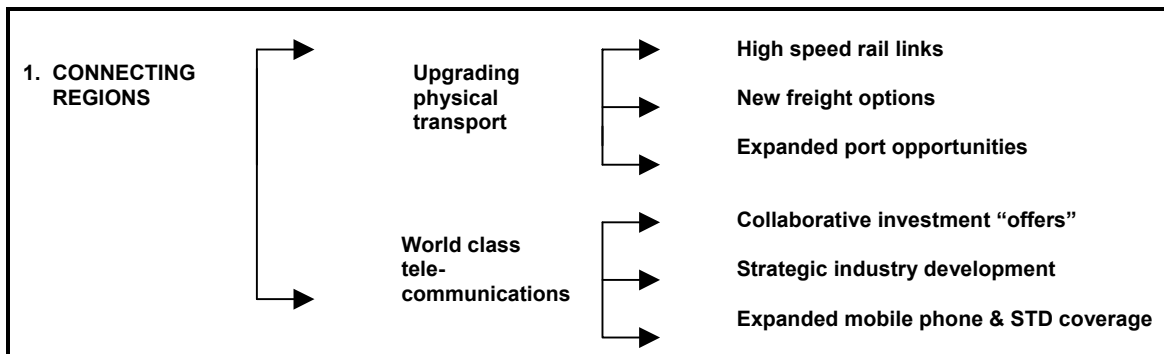 1. CONNECTING
REGIONS
Upgrading
physical
transport
High speed rail links
New freight options
Expanded port opportunities
World class
tele-
communications
Collaborative investment “offers”
Strategic industry development
Expanded mobile phone & STD coverage